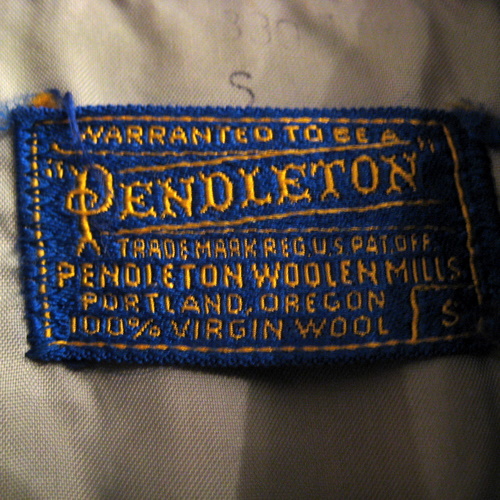 S
WARRANTED TO BE A
"PENDLETON"
TRADE MARK REG. U.S. PAT. OFF.
PENDLETON WOOLEN MILLS
PORTLAND, OREGON
100% VIRGIN WOOL
S